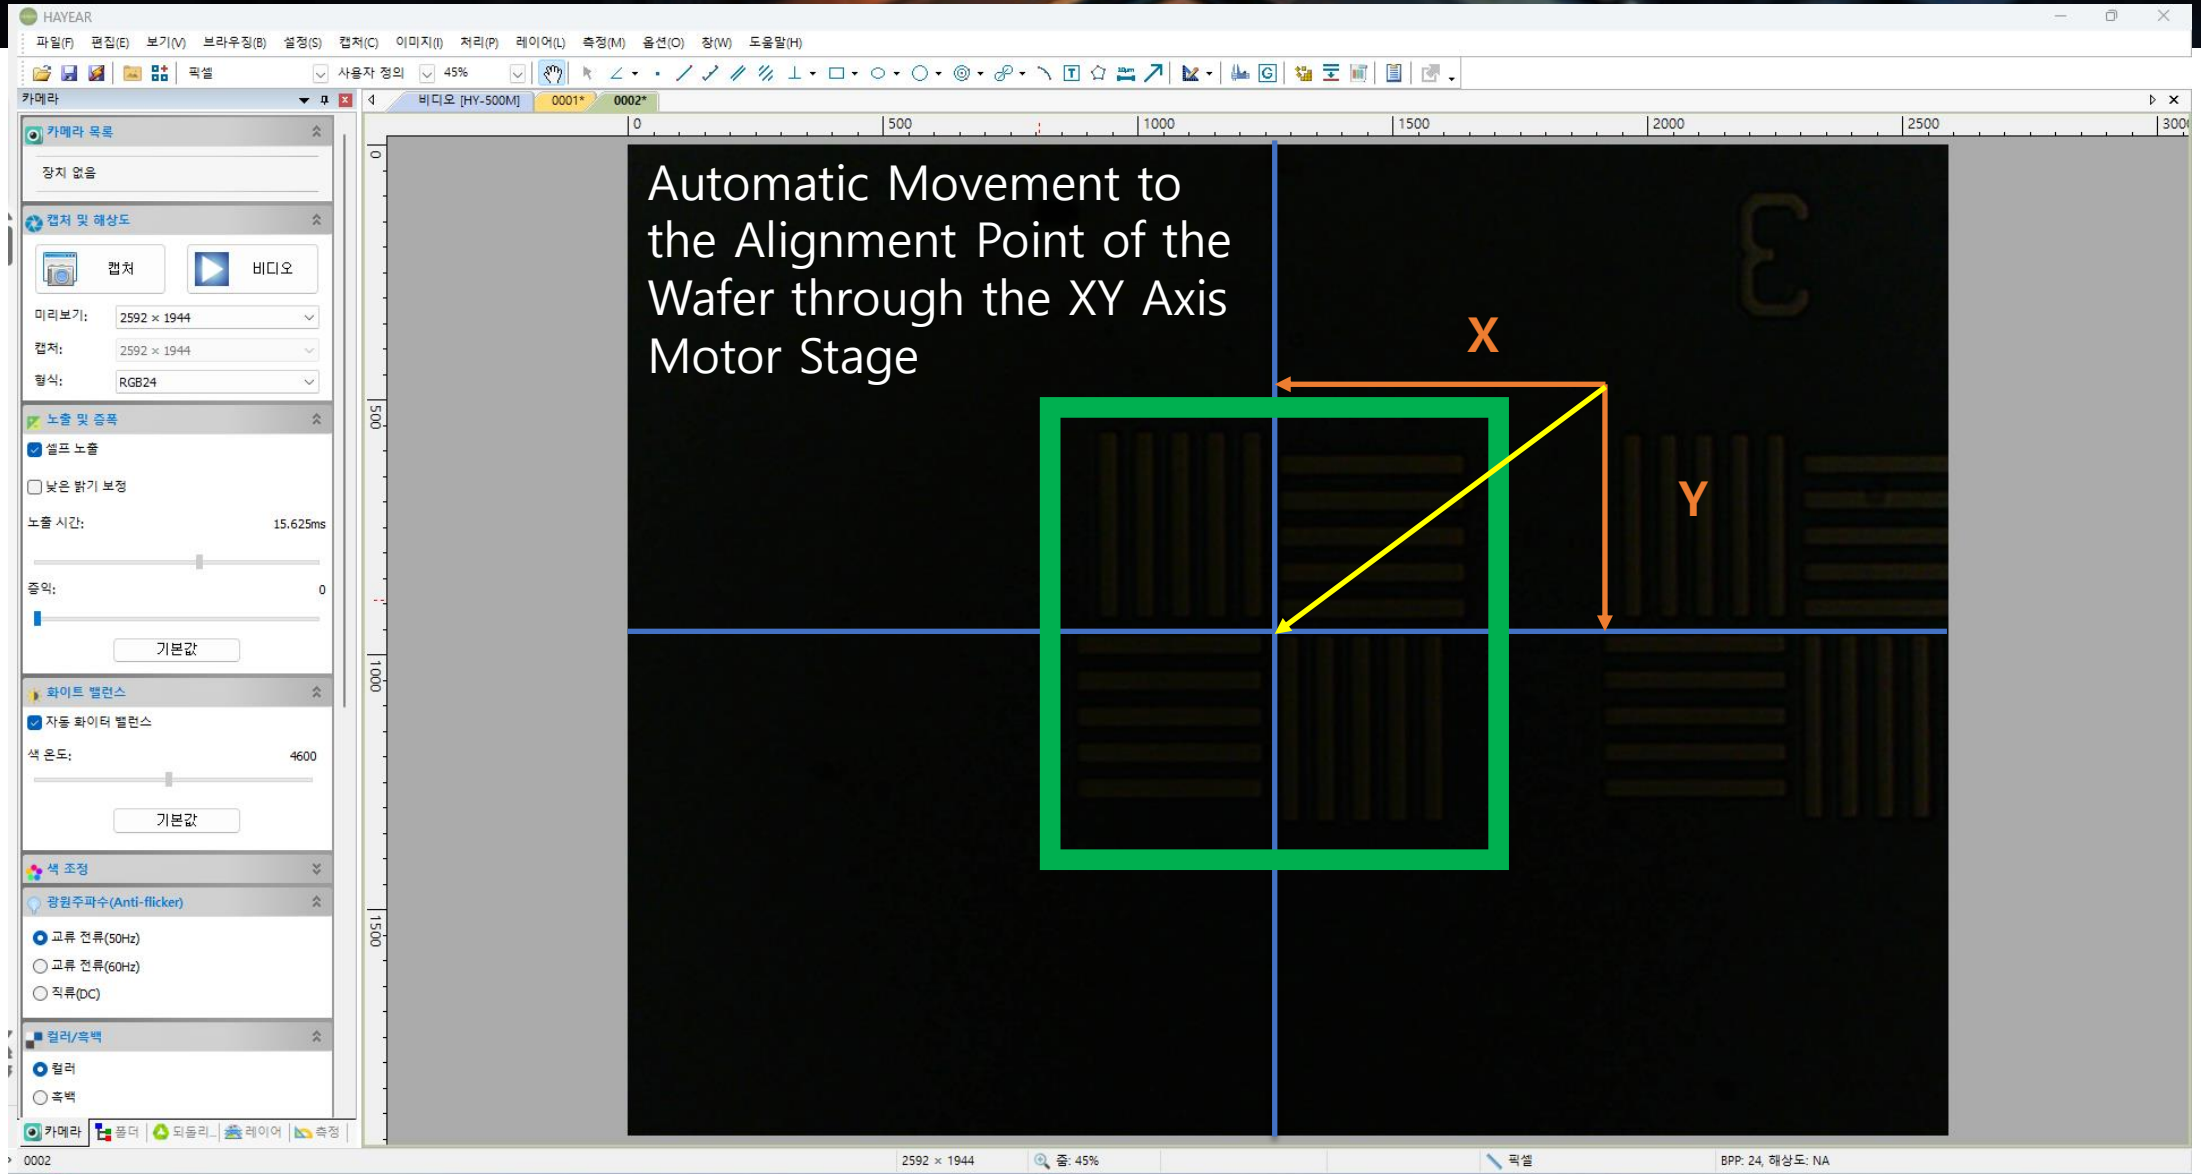 HAYEAR
파일(F) 편집(E) 보기(V) 브라우징(B) 설정(S) 캡처(C) 이미지(I) 처리(P) 레이어(L) 측정(M) 옵션(O) 창(W) 도움말(H)
픽셀 사용자 정의 45%
카메라
비디오 [HY-500M] 0001* 0002*
카메라 목록
장치 없음
캡처 및 해상도
캡처 비디오
미리보기: 2592 × 1944
캡처: 2592 × 1944
형식: RGB24
노출 및 증폭
셀프 노출
낮은 밝기 보정
노출 시간: 15.625ms
증익: 0
기본값
화이트 밸런스
자동 화이터 밸런스
색 온도: 4600
기본값
색 조정
광원주파수(Anti-flicker)
교류 전류(50Hz)
교류 전류(60Hz)
직류(DC)
컬러/흑백
컬러
흑백
카메라 폴더 되돌리... 레이어 측정
0 500 1000 1500 2000 2500 300
0
500
1000
1500
Automatic Movement to
the Alignment Point of the
Wafer through the XY Axis
Motor Stage
3
X
Y
0002 2592 × 1944 줌: 45% 픽셀 BPP: 24, 해상도: NA